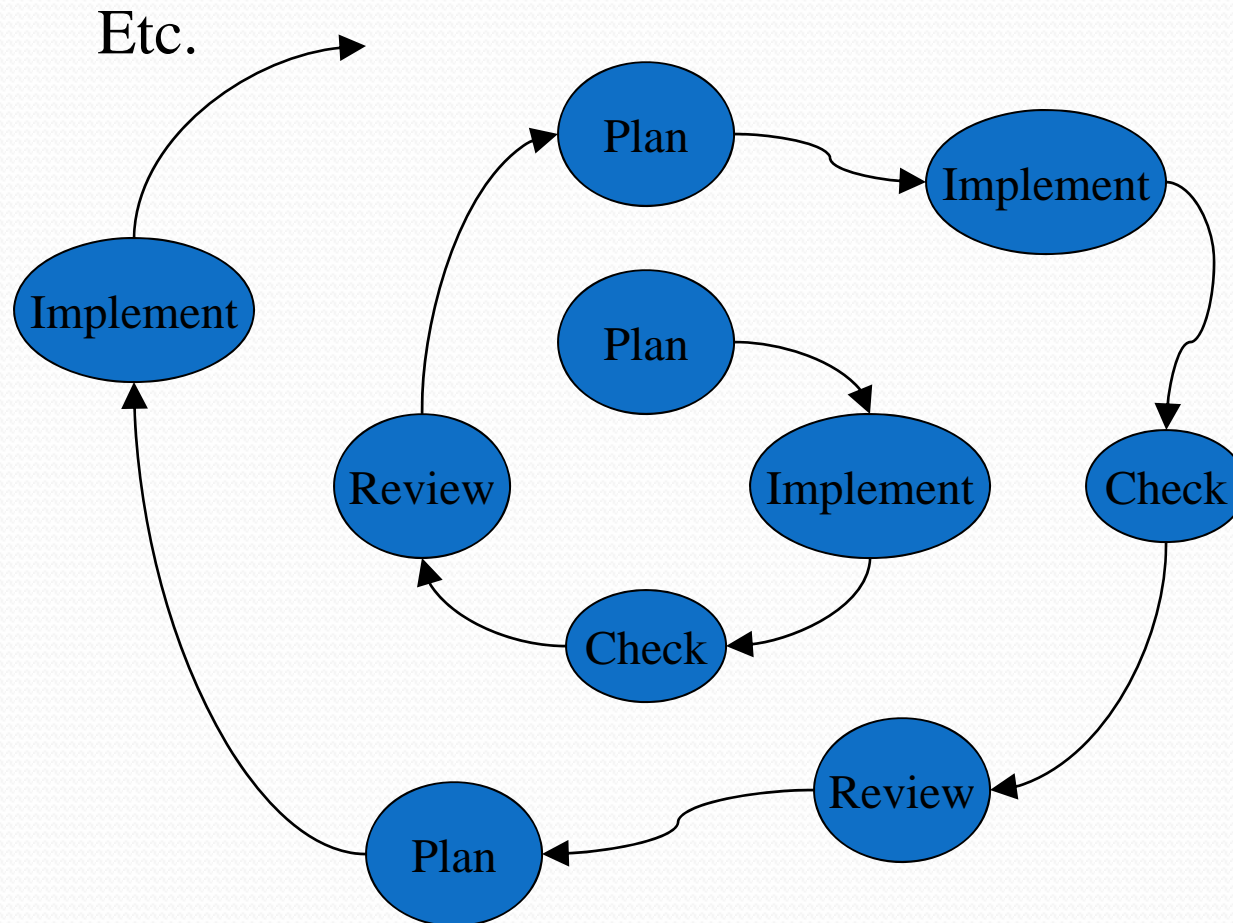 Etc.
Plan
Implement
Implement
Plan
Review
Implement
Check
Check
Review
Plan